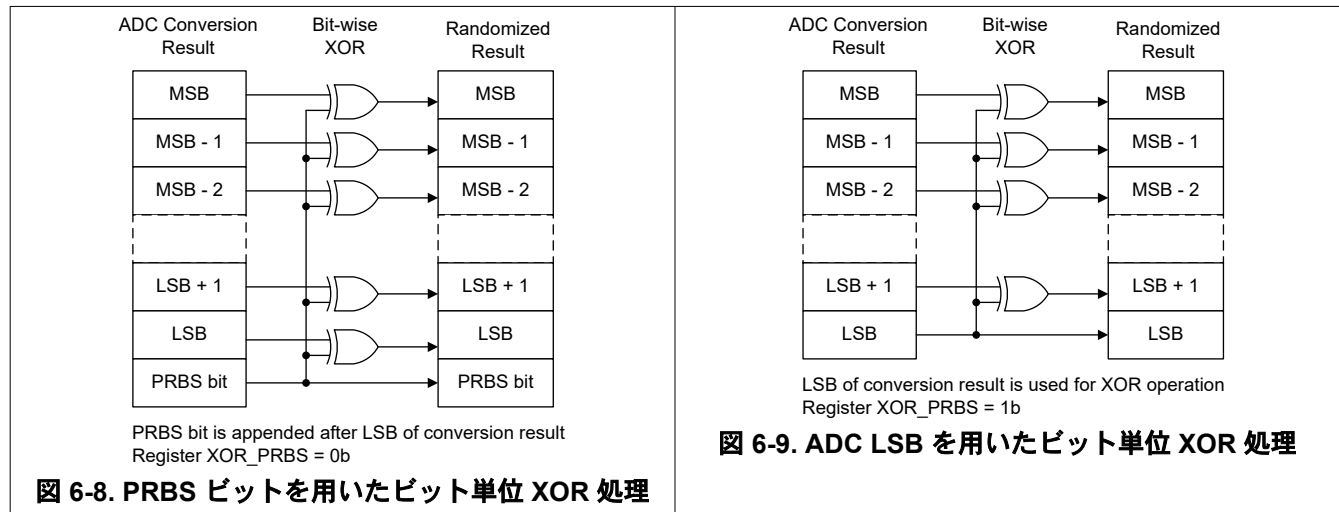 ADC Conversion
Result
Bit-wise
XOR
Randomized
Result
MSB
MSB
MSB - 1
MSB - 1
MSB - 2
MSB - 2
LSB + 1
LSB + 1
LSB
LSB
PRBS bit
PRBS bit
PRBS bit is appended after LSB of conversion result
Register XOR_PRBS = 0b
図 6-8. PRBS ビットを用いたビット単位 XOR 処理
ADC Conversion
Result
Bit-wise
XOR
Randomized
Result
MSB
MSB
MSB - 1
MSB - 1
MSB - 2
MSB - 2
LSB + 1
LSB + 1
LSB
LSB
LSB of conversion result is used for XOR operation
Register XOR_PRBS = 1b
図 6-9. ADC LSB を用いたビット単位 XOR 処理